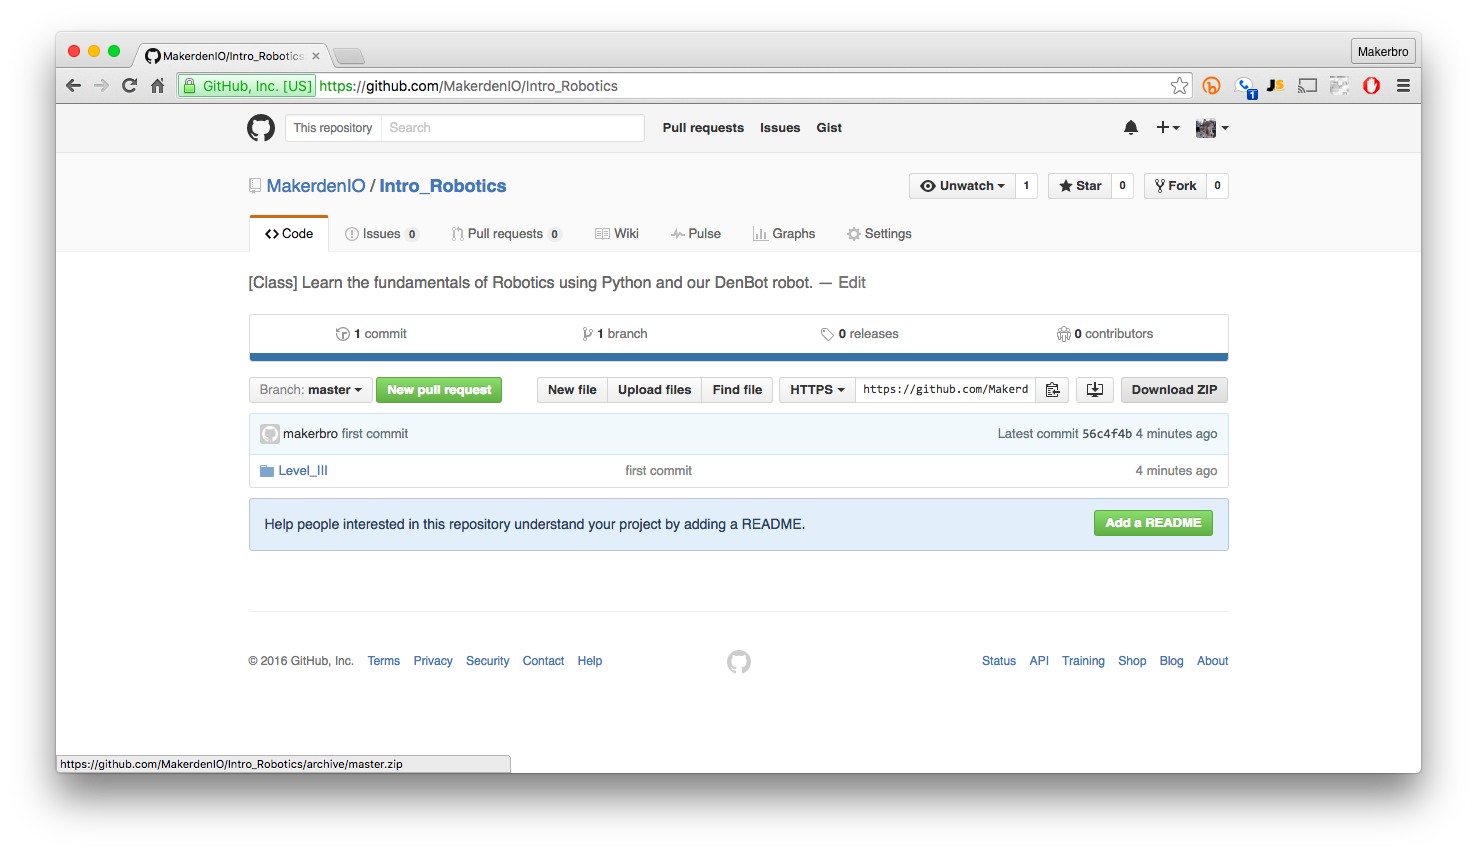 MakerdenIO/Intro_Robotics
Makerbro
GitHub, Inc. [US] https://github.com/MakerdenIO/Intro_Robotics
1
JS
This repository Search Pull requests Issues Gist
MakerdenIO / Intro_Robotics
Unwatch 1 Star 0 Fork 0
Code Issues 0 Pull requests 0 Wiki Pulse Graphs Settings
[Class] Learn the fundamentals of Robotics using Python and our DenBot robot. — Edit
1 commit 1 branch 0 releases 0 contributors
Branch: master New pull request New file Upload files Find file HTTPS https://github.com/Makerd Download ZIP
makerbro first commit Latest commit 56c4f4b 4 minutes ago
Level_III first commit 4 minutes ago
Help people interested in this repository understand your project by adding a README. Add a README
© 2016 GitHub, Inc. Terms Privacy Security Contact Help Status API Training Shop Blog About
https://github.com/MakerdenIO/Intro_Robotics/archive/master.zip